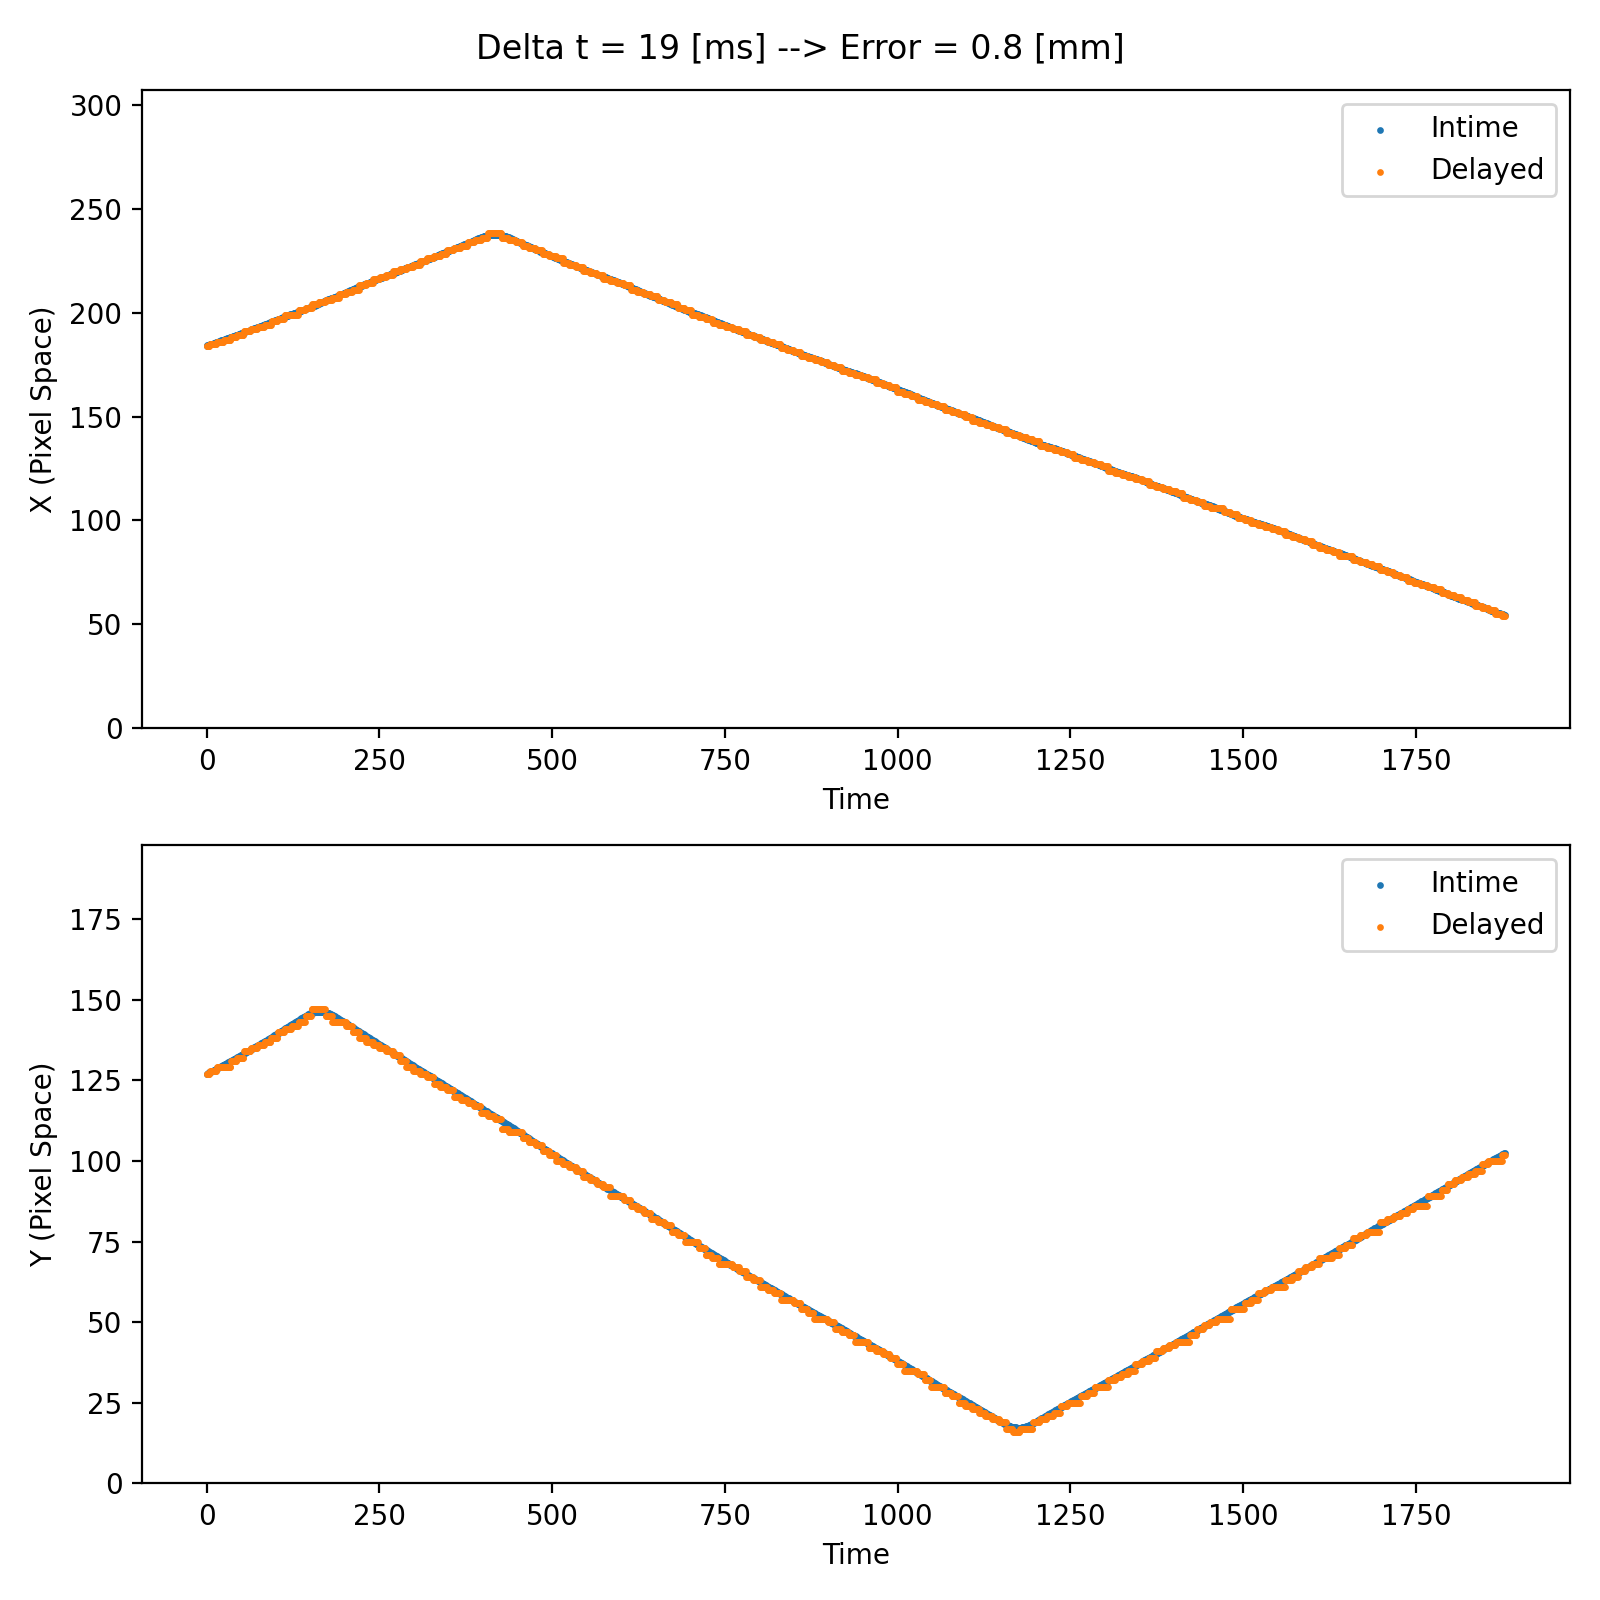 Delta t = 19 [ms] --> Error = 0.8 [mm]
300
250
200
150
100
50
0
X (Pixel Space)
Intime
Delayed
0 250 500 750 1000 1250 1500 1750
Time
175
150
125
100
75
50
25
0
Y (Pixel Space)
Intime
Delayed
0 250 500 750 1000 1250 1500 1750
Time